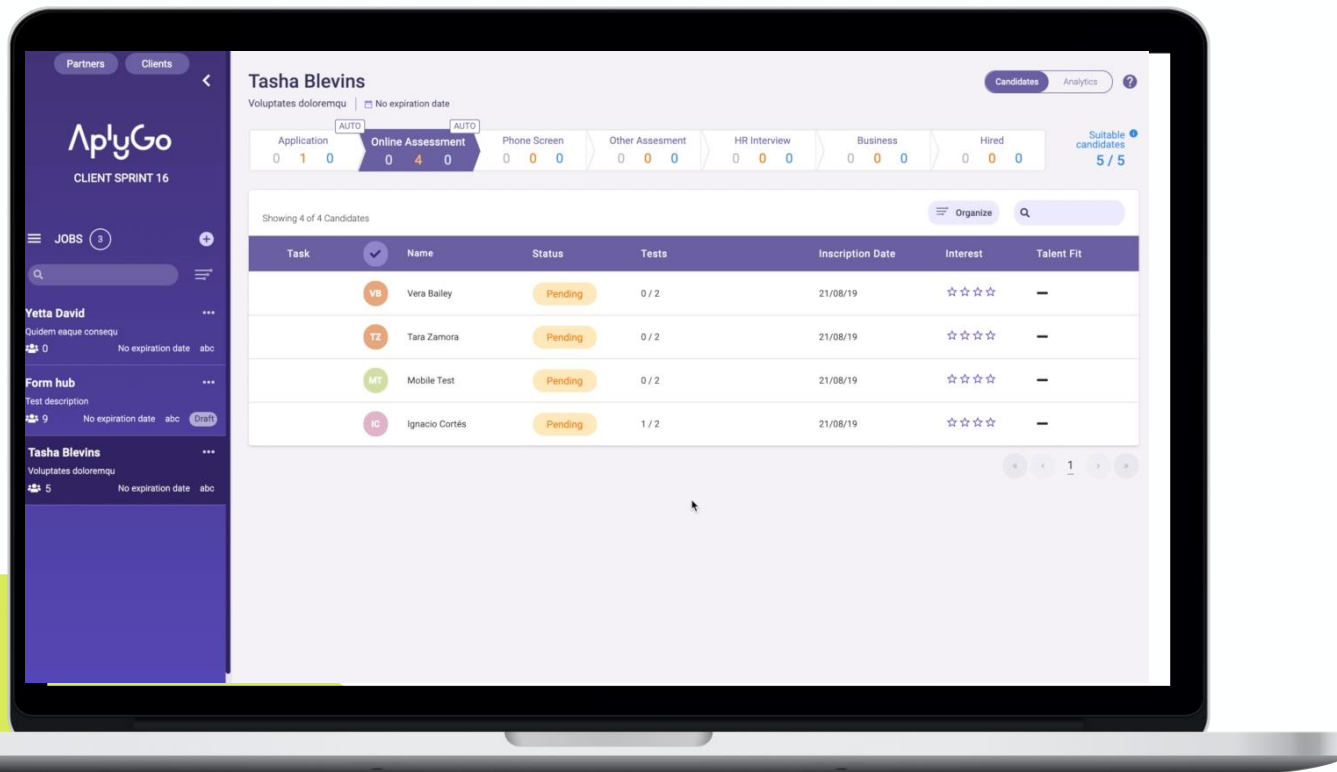 Partners Clients
AplyGo
CLIENT SPRINT 16
JOBS 3
Yetta David
Quidem eaque consequ
0 No expiration date abc
Form hub
Test description
9 No expiration date abc Draft
Tasha Blevins
Voluptates doloremqu
5 No expiration date abc
Tasha Blevins
Voluptates doloremqu No expiration date
Candidates Analytics ?
AUTO AUTO
Application Online Assessment Phone Screen Other Assesment HR Interview Business Hired
0 1 0 0 4 0 0 0 0 0 0 0 0 0 0 0 0 0 0 0 0
Suitable
candidates
5 / 5
Showing 4 of 4 Candidates
Organize
Task Name Status Tests Inscription Date Interest Talent Fit
VB Vera Bailey Pending 0 / 2 21/08/19
TZ Tara Zamora Pending 0 / 2 21/08/19
MT Mobile Test Pending 0 / 2 21/08/19
IC Ignacio Cortés Pending 1 / 2 21/08/19
« ‹ 1 › »